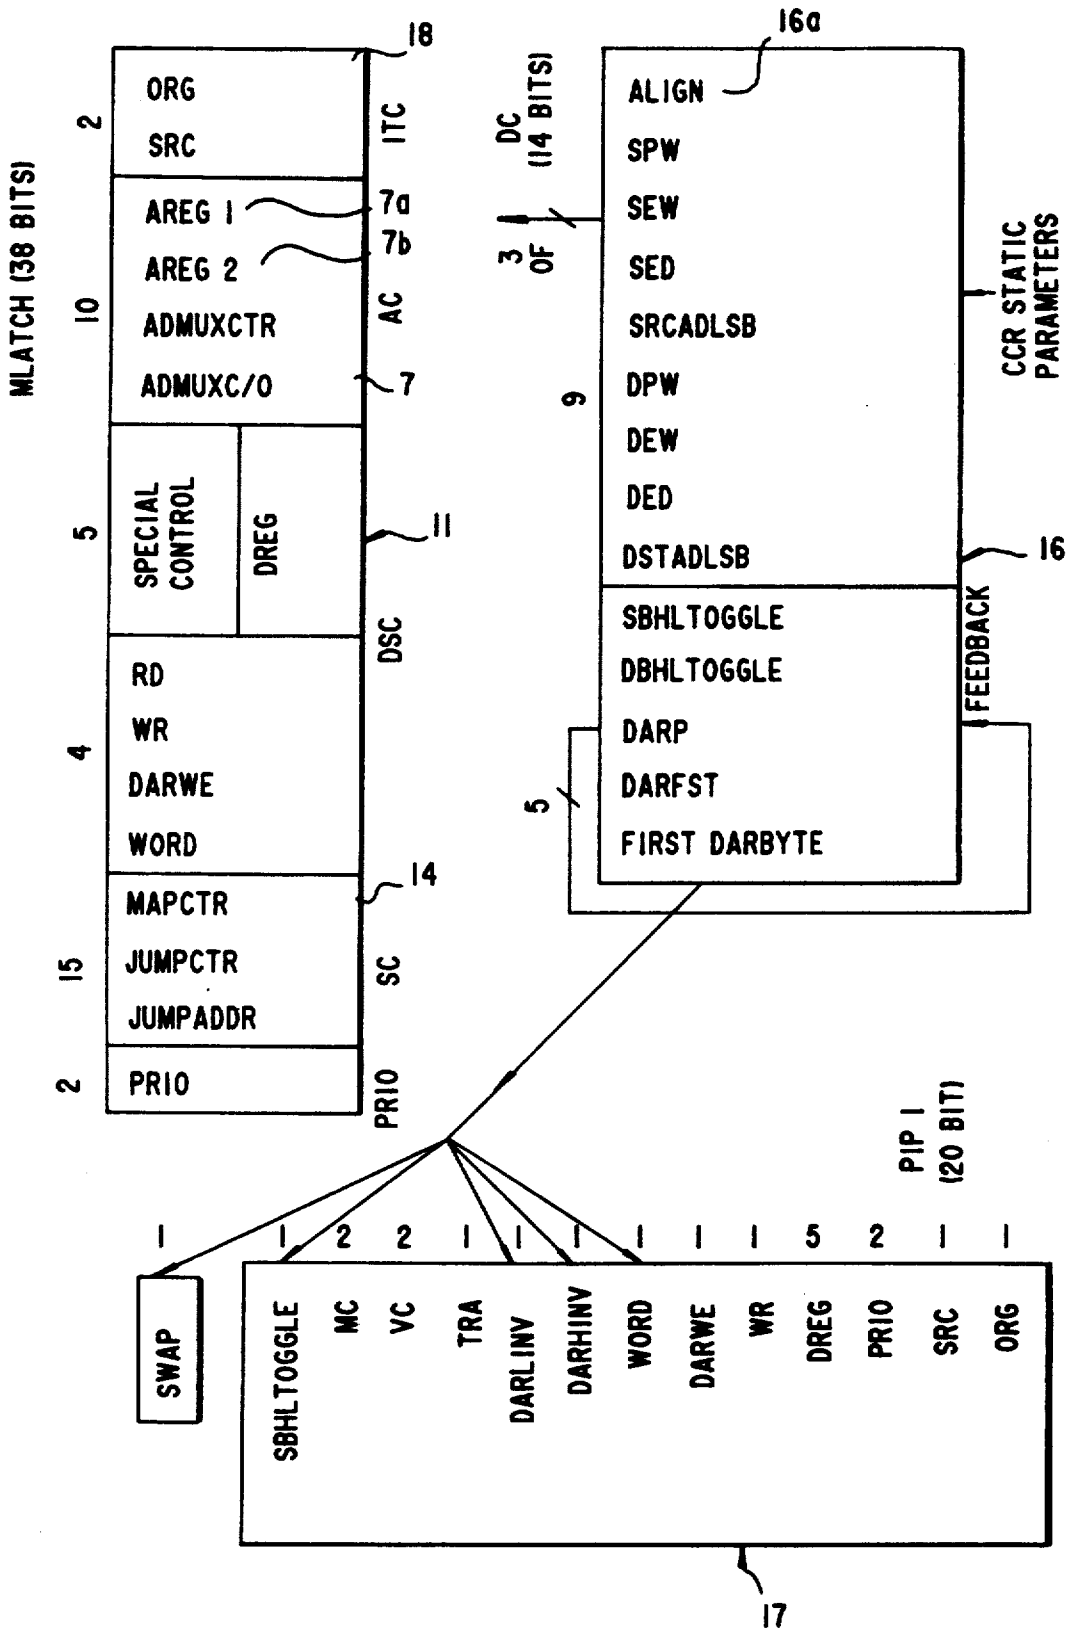 MLATCH (38 BITS)
2
10
5
4
15
2
ORG
SRC
AREG 1
AREG 2
ADMUXCTR
ADMUXC/O
SPECIAL
CONTROL
DREG
RD
WR
DARWE
WORD
MAPCTR
JUMPCTR
JUMPADDR
PRIO
18
ITC
7a
7b
AC
7
11
DSC
14
SC
PRIO
DC
(14 BITS)
3
OF
9
5
16a
ALIGN
SPW
SEW
SED
SRCADLSB
DPW
DEW
DED
DSTADLSB
SBHLTOGGLE
DBHLTOGGLE
DARP
DARFST
FIRST DARBYTE
CCR STATIC
PARAMETERS
16
FEEDBACK
PIP 1
(20 BIT)
1
1
2
2
1
1
1
1
1
1
5
2
1
1
SWAP
SBHLTOGGLE
MC
VC
TRA
DARLINV
DARHINV
WORD
DARWE
WR
DREG
PRIO
SRC
ORG
17